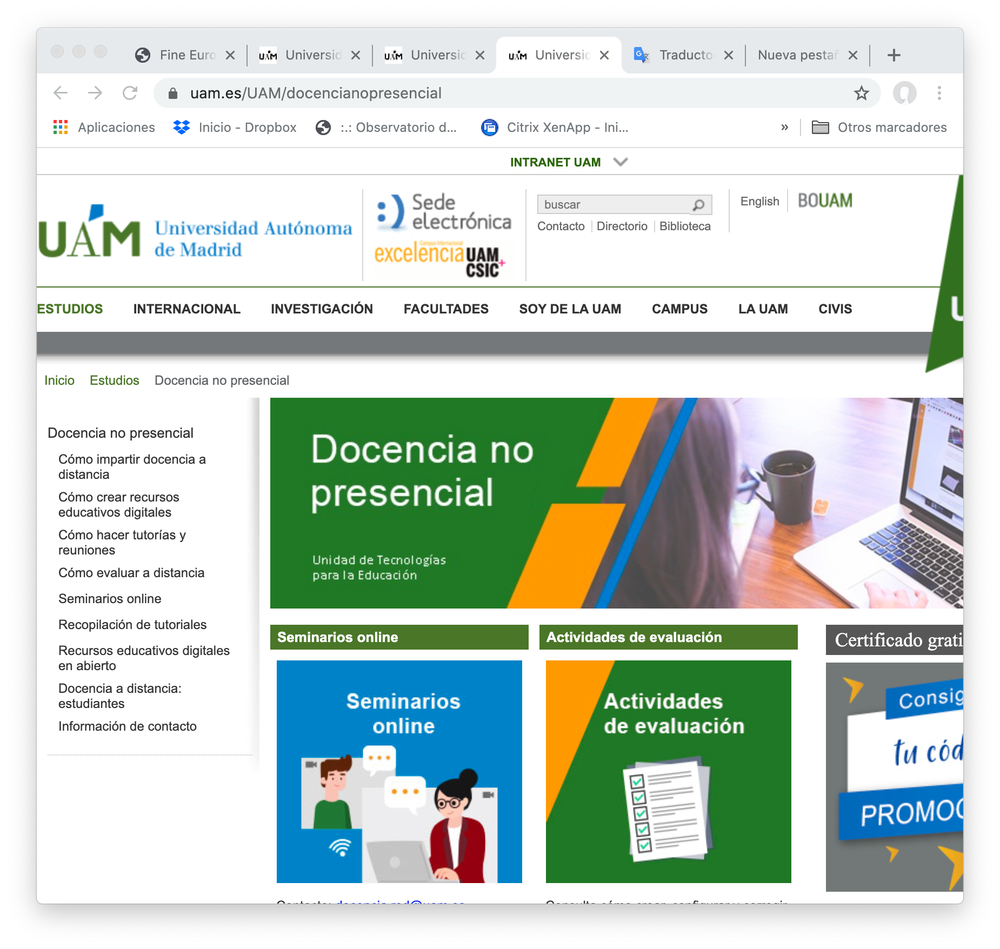 Fine Euro
Universid
Universid
Universid
Traducto
Nueva pestañ
uam.es/UAM/docencianopresencial
Aplicaciones
Inicio - Dropbox
:.: Observatorio d...
Citrix XenApp - Ini...
»
Otros marcadores
INTRANET UAM
UAM
Universidad Autónoma
de Madrid
Sede
electrónica
Campus Internacional
excelencia UAM
CSIC+
buscar
Contacto
Directorio
Biblioteca
English
BOUAM
ESTUDIOS
INTERNACIONAL
INVESTIGACIÓN
FACULTADES
SOY DE LA UAM
CAMPUS
LA UAM
CIVIS
Inicio
Estudios
Docencia no presencial
Docencia no presencial
Cómo impartir docencia a
distancia
Cómo crear recursos
educativos digitales
Cómo hacer tutorías y
reuniones
Cómo evaluar a distancia
Seminarios online
Recopilación de tutoriales
Recursos educativos digitales
en abierto
Docencia a distancia:
estudiantes
Información de contacto
Docencia no
presencial
Unidad de Tecnologías
para la Educación
Seminarios online
Seminarios
online
Actividades de evaluación
Actividades
de evaluación
Certificado grati
Consig
tu cód
PROMOC